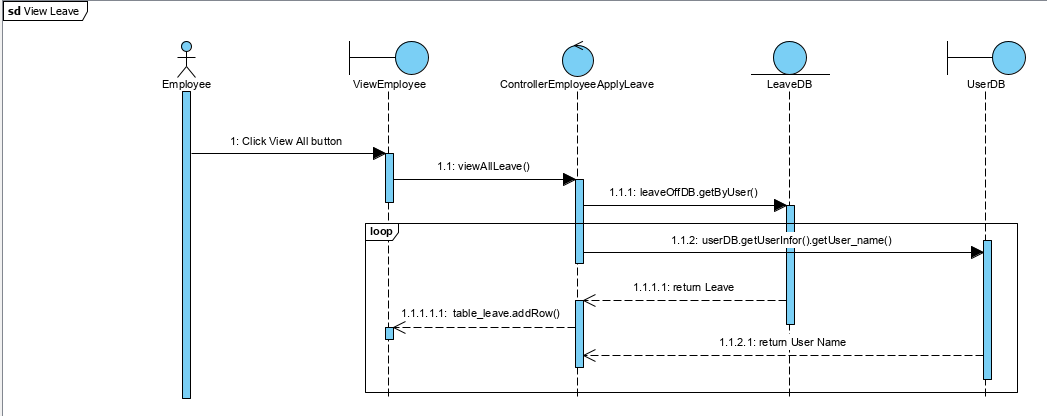 sd View Leave
Employee
ViewEmployee
ControllerEmployeeApplyLeave
LeaveDB
UserDB
1: Click View All button
1.1: viewAllLeave()
1.1.1: leaveOffDB.getByUser()
loop
1.1.2: userDB.getUserInfor().getUser_name()
1.1.1.1: return Leave
1.1.1.1.1: table_leave.addRow()
1.1.2.1: return User Name